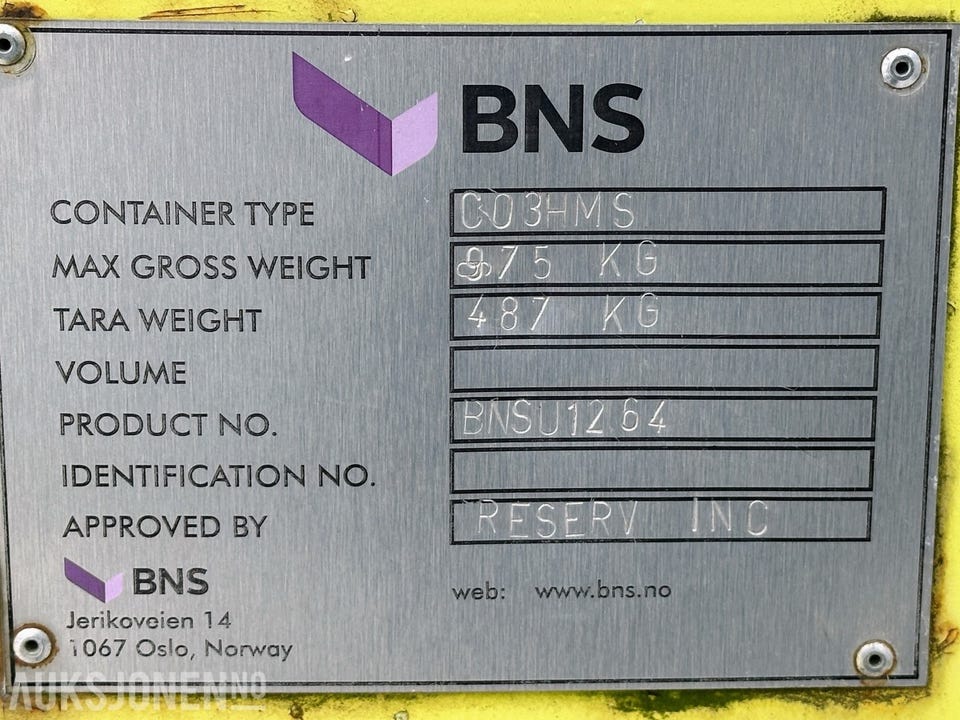 BNS
CONTAINER TYPE C03HMS
MAX GROSS WEIGHT 975 KG
TARA WEIGHT 487 KG
VOLUME
PRODUCT NO. BNSU1264
IDENTIFICATION NO.
APPROVED BY RESERV INC
BNS
web: www.bns.no
Jerikoveien 14
1067 Oslo, Norway
AUKSJONEN.NO